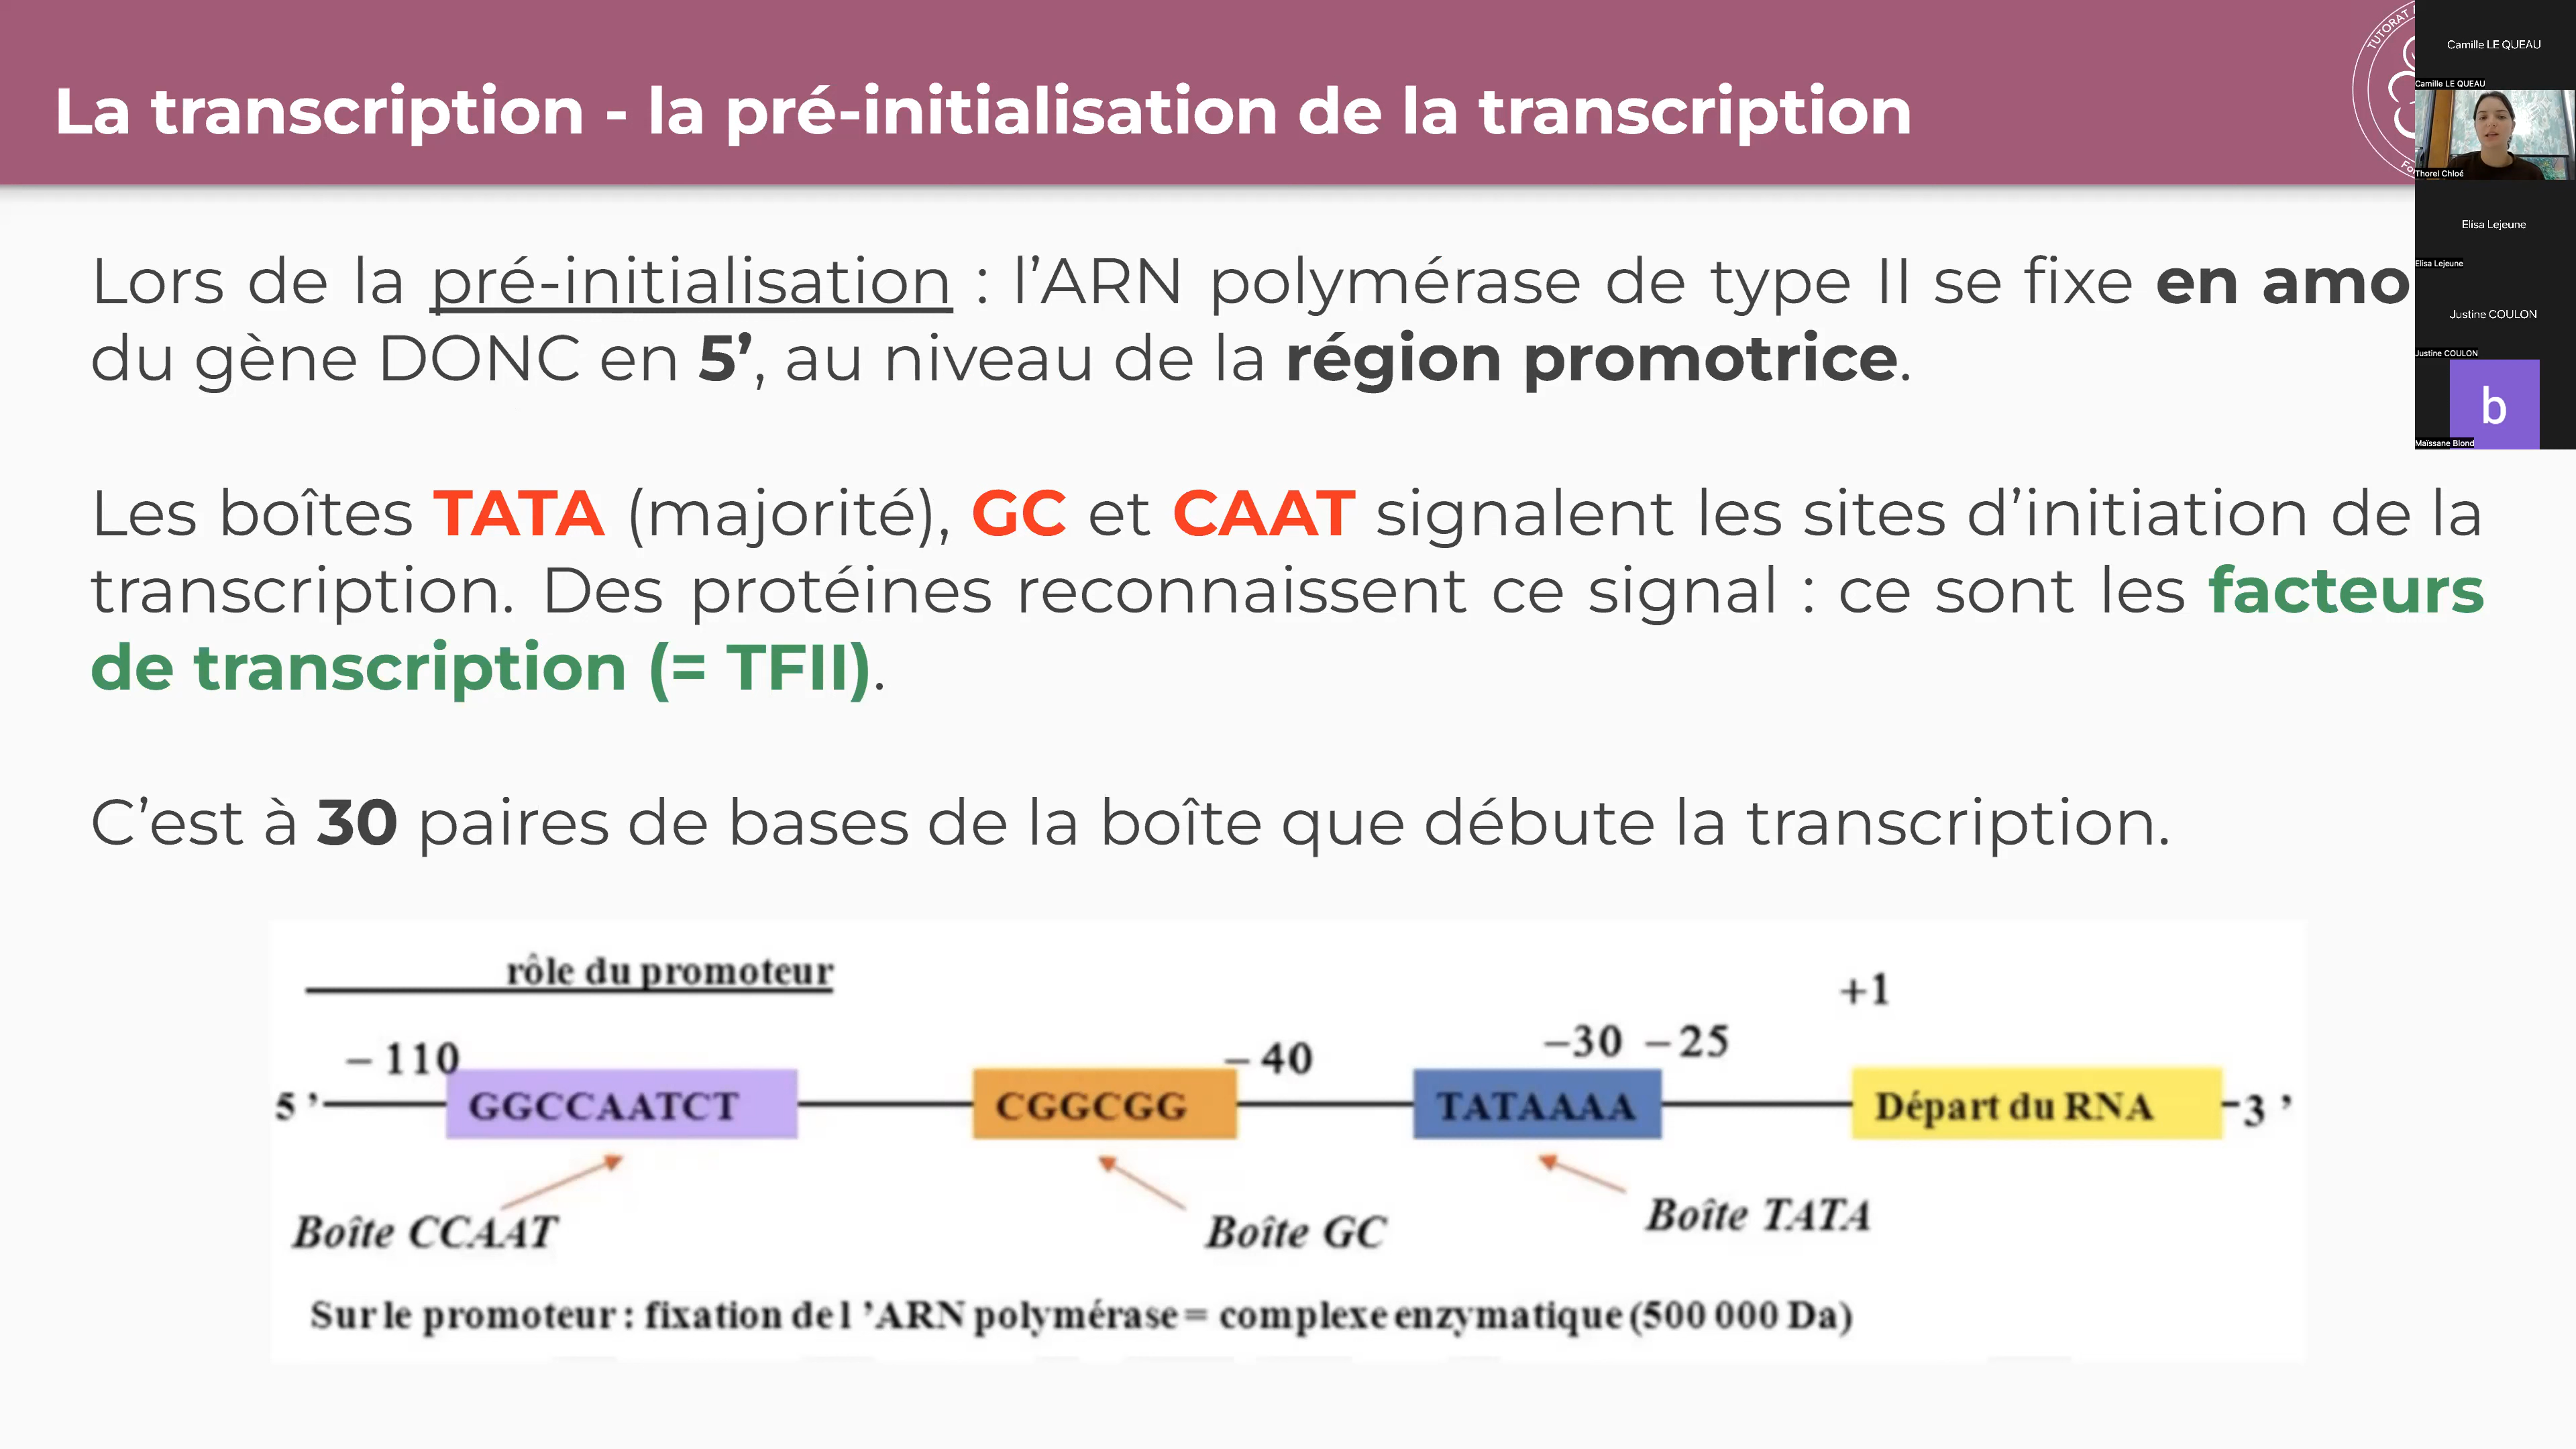 La transcription - la pré-initialisation de la transcription
TUTORAT
Lors de la pré-initialisation : l’ARN polymérase de type II se fixe en amo
du gène DONC en 5’, au niveau de la région promotrice.
Les boîtes TATA (majorité), GC et CAAT signalent les sites d’initiation de la
transcription. Des protéines reconnaissent ce signal : ce sont les facteurs
de transcription (= TFII).
C’est à 30 paires de bases de la boîte que débute la transcription.
rôle du promoteur
+1
– 110
– 40
–30 – 25
5 ’ GGCCAATCT CGGCGG TATAAAA Départ du RNA 3 ’
Boîte CCAAT
Boîte GC
Boîte TATA
Sur le promoteur : fixation de l ’ARN polymérase = complexe enzymatique (500 000 Da)
Camille LE QUEAU
Camille LE QUEAU
Thorel Chloé
Elisa Lejeune
Elisa Lejeune
Justine COULON
Justine COULON
b
Maïssane Blond